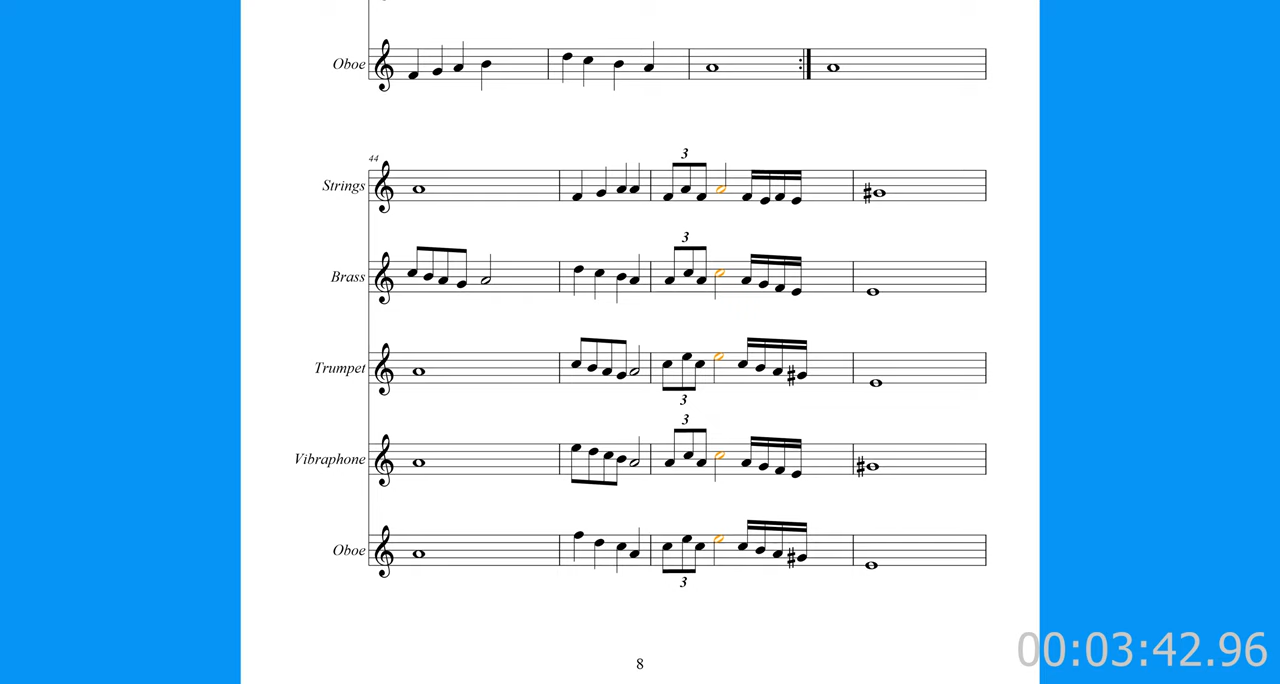 Oboe
44
3
Strings
3
Brass
Trumpet
3
3
Vibraphone
Oboe
3
8
00:03:42.96